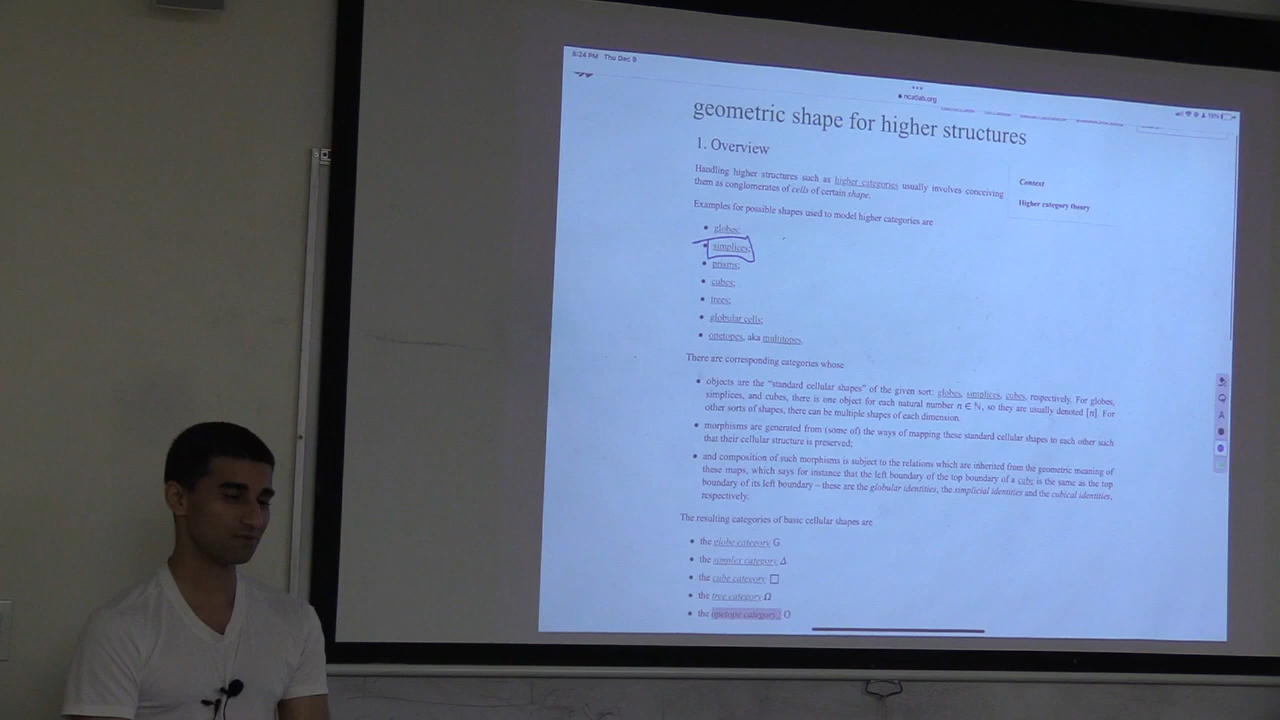 6:24 PM Thu Dec 9
ncatlab.org
geometric shape for higher structures
1. Overview
Handling higher structures such as higher categories usually involves conceiving
them as conglomerates of cells of certain shape.
Context
Higher category theory
Examples for possible shapes used to model higher categories are
• globes;
• simplices;
• prisms;
• cubes;
• trees;
• globular cells;
• opetopes, aka multitopes.
There are corresponding categories whose
• objects are the “standard cellular shapes” of the given sort: globes, simplices, cubes, respectively. For globes,
simplices, and cubes, there is one object for each natural number n ∈ ℕ, so they are usually denoted [n]. For
other sorts of shapes, there can be multiple shapes of each dimension.
• morphisms are generated from (some of) the ways of mapping these standard cellular shapes to each other such
that their cellular structure is preserved;
• and composition of such morphisms is subject to the relations which are inherited from the geometric meaning of
these maps, which says for instance that the left boundary of the top boundary of a cube is the same as the top
boundary of its left boundary – these are the globular identities, the simplicial identities and the cubical identities,
respectively.
The resulting categories of basic cellular shapes are
• the globe category G
• the simplex category Δ
• the cube category □
• the tree category Ω
• the opetope category O